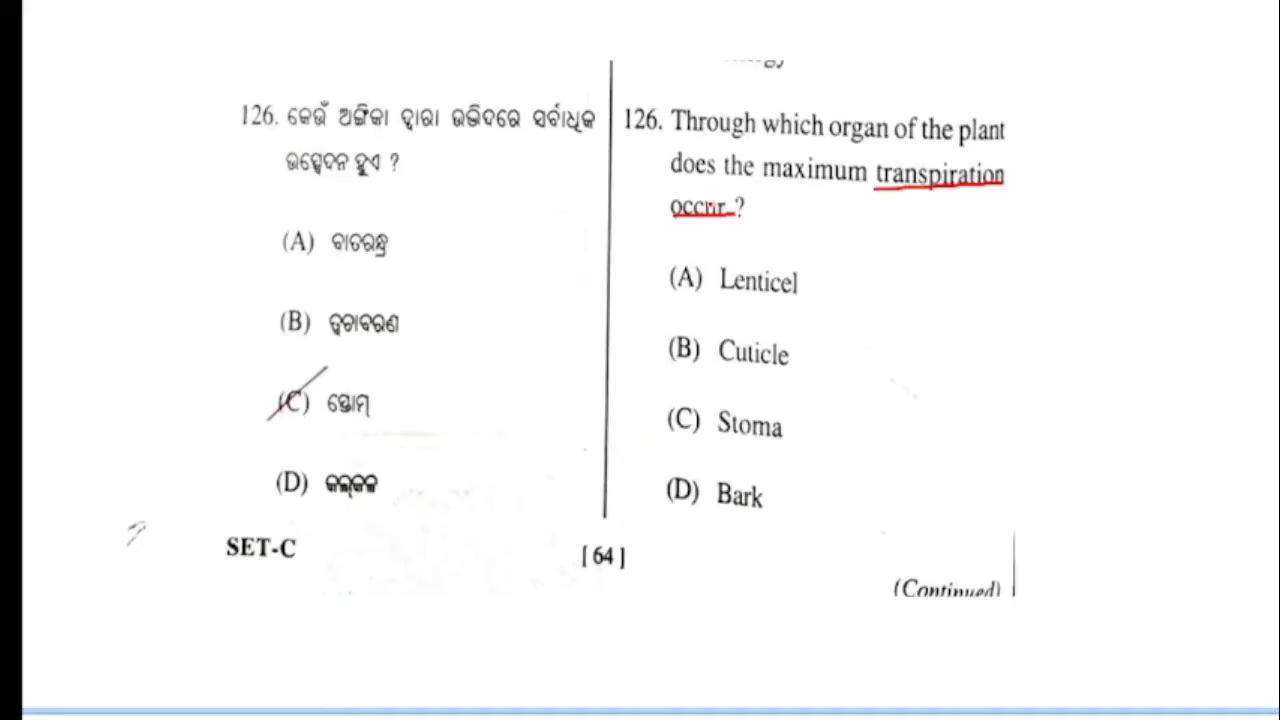 126. କେଉଁ ଅଙ୍ଗିକା ଦ୍ୱାରା ଉଦ୍ଭିଦରେ ସର୍ବାଧିକ
ଉତ୍ସ୍ୱେଦନ ହୁଏ ?
(A) ବାତରନ୍ଧ୍ର
(B) ତ୍ୱଚାବରଣ
(C) ସ୍ତୋମ୍
(D) କଲ୍‌କଳ
SET-C
126. Through which organ of the plant
does the maximum transpiration
occur ?
(A) Lenticel
(B) Cuticle
(C) Stoma
(D) Bark
[ 64 ]
(Continued)